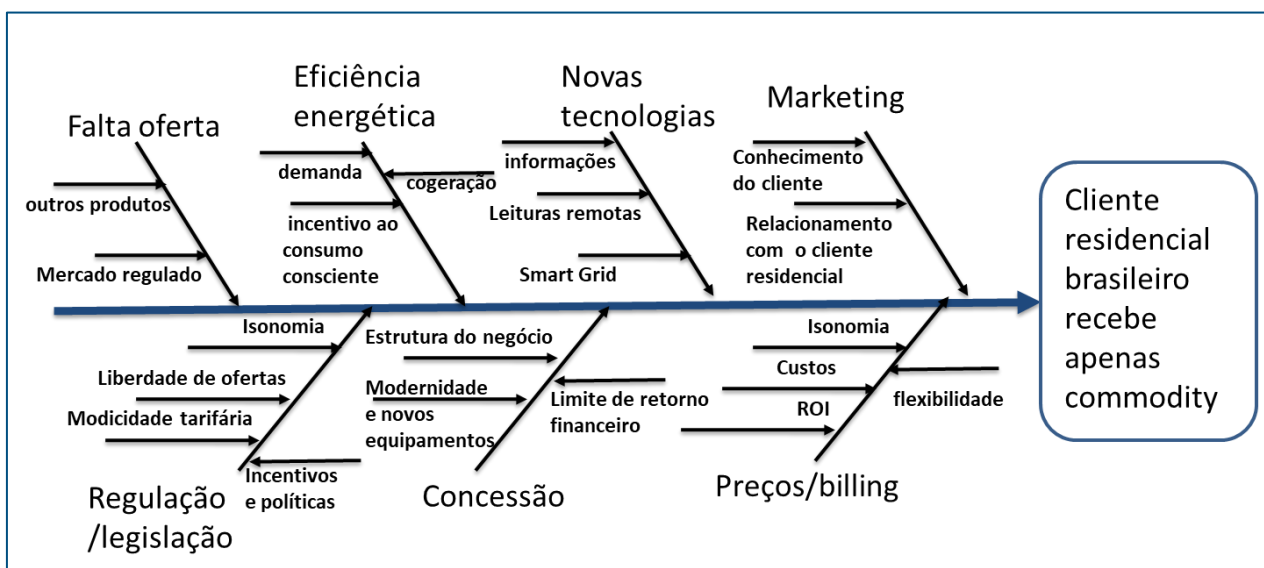 Falta oferta
outros produtos
Mercado regulado
Eficiência
energética
demanda
cogeração
incentivo ao
consumo
consciente
Novas
tecnologias
informações
Leituras remotas
Smart Grid
Marketing
Conhecimento
do cliente
Relacionamento
com o cliente
residencial
Cliente
residencial
brasileiro
recebe
apenas
commodity
Isonomia
Liberdade de ofertas
Modicidade tarifária
Incentivos
e políticas
Regulação
/legislação
Estrutura do negócio
Modernidade
e novos
equipamentos
Limite de retorno
financeiro
Concessão
Isonomia
Custos
flexibilidade
ROI
Preços/billing